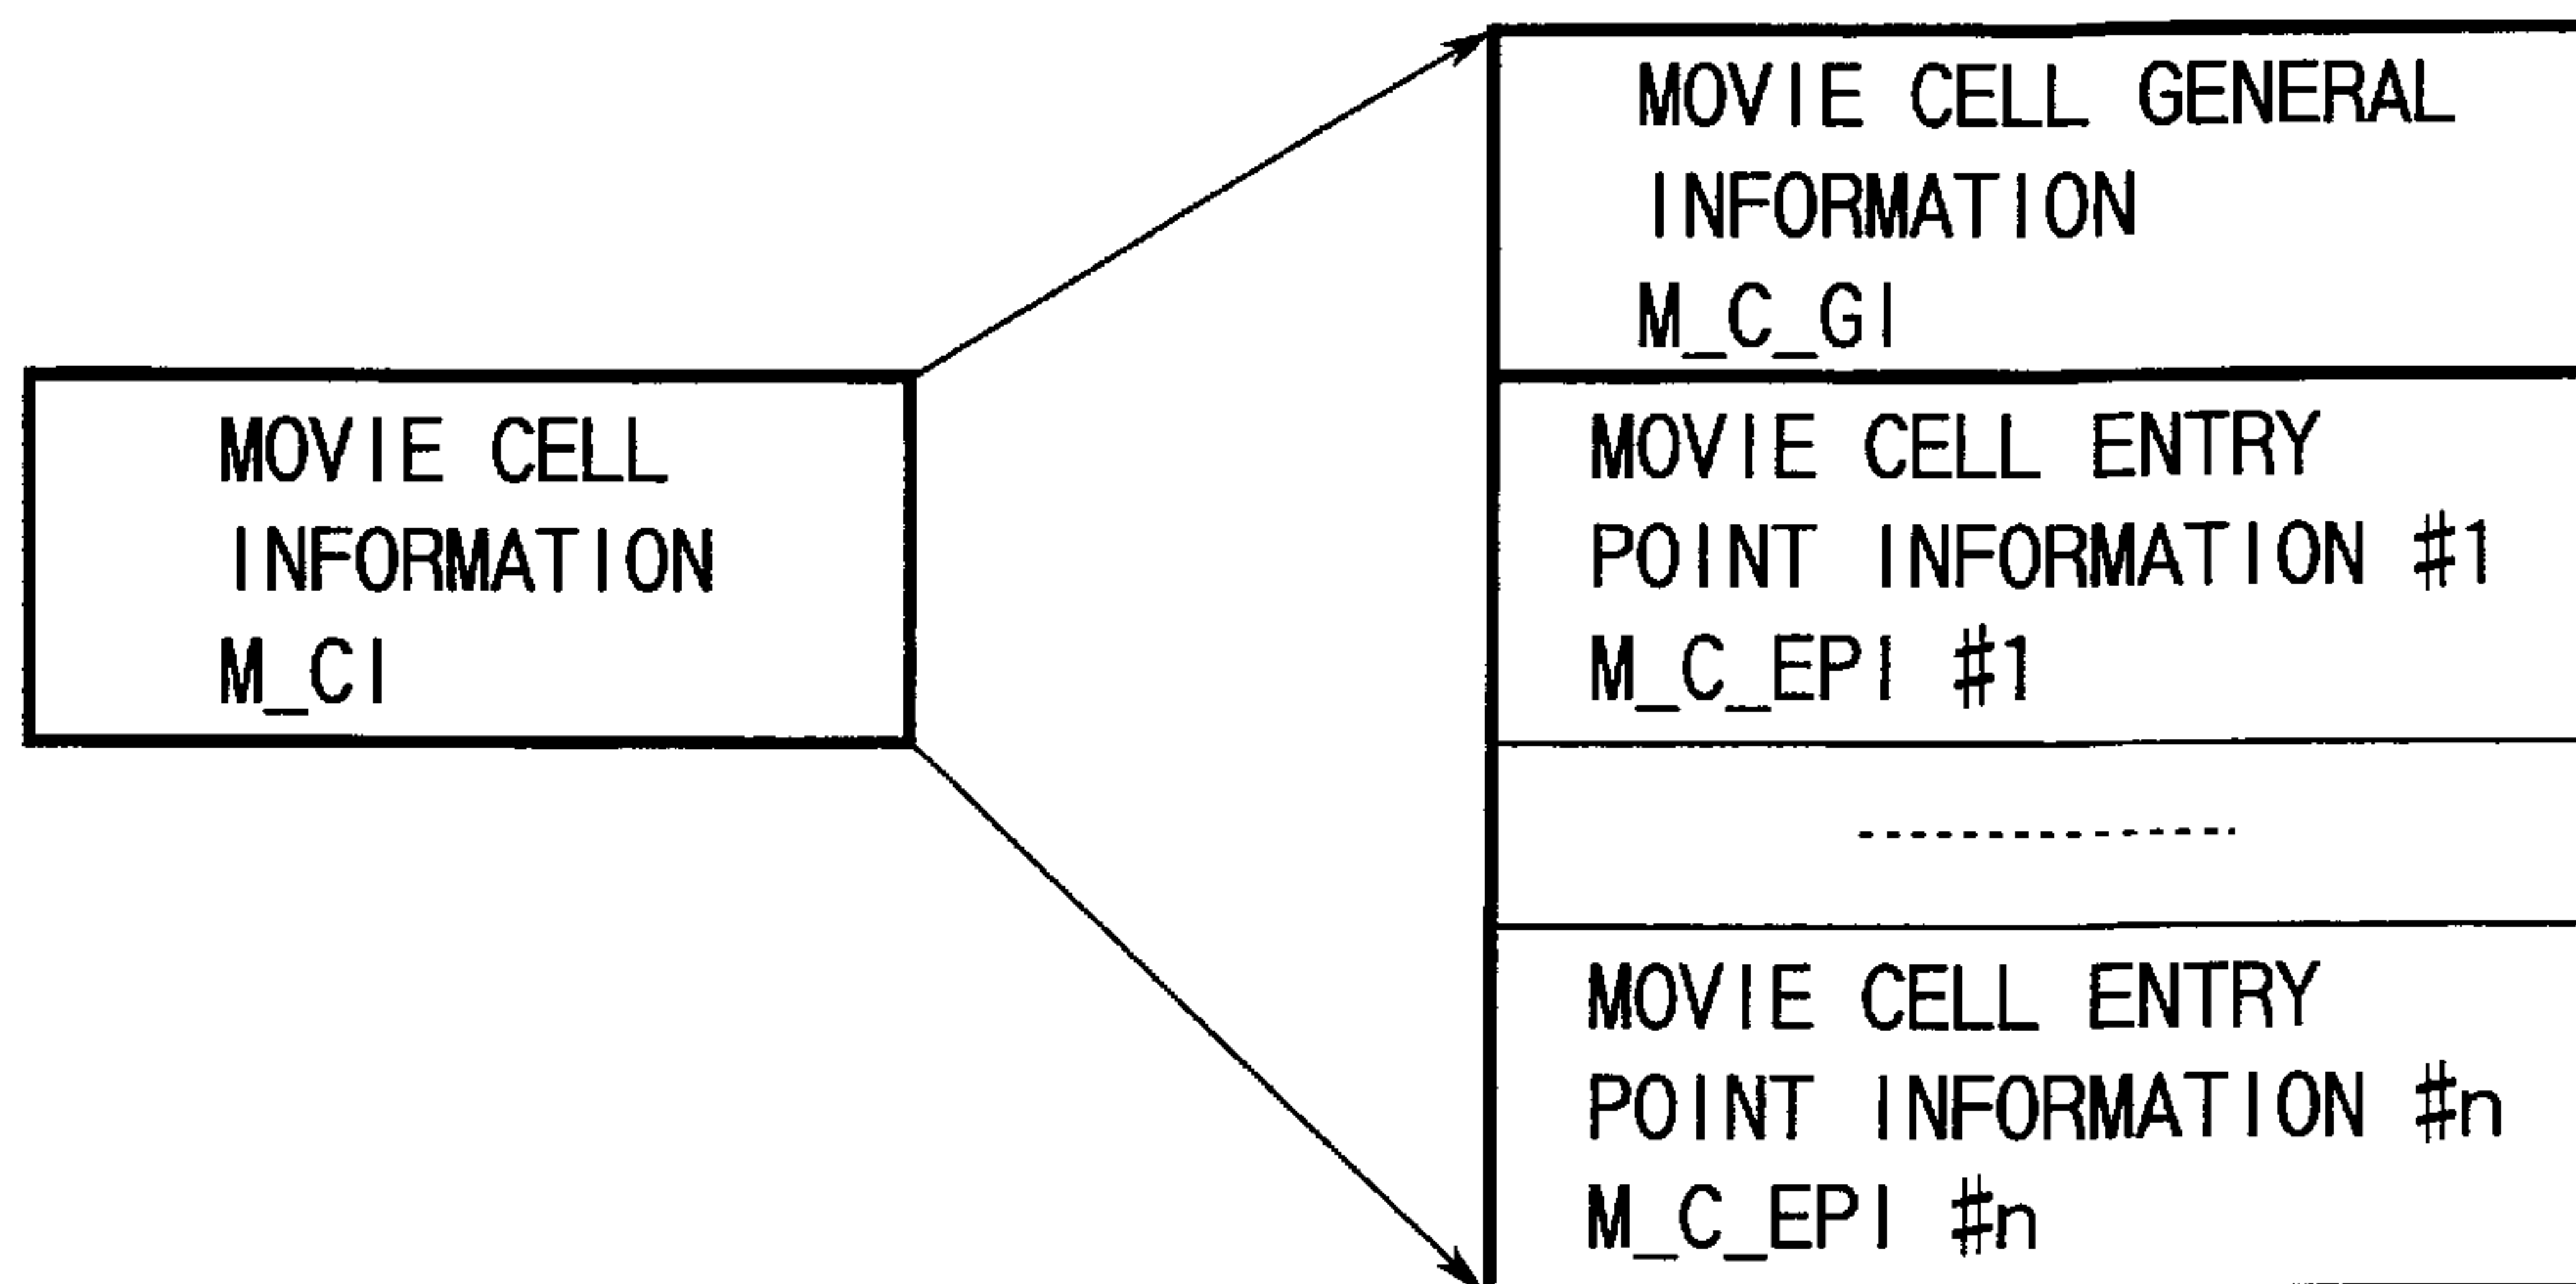 MOVIE CELL
INFORMATION
M_CI
MOVIE CELL GENERAL
INFORMATION
M_C_GI
MOVIE CELL ENTRY
POINT INFORMATION #1
M_C_EPI #1
MOVIE CELL ENTRY
POINT INFORMATION #n
M_C_EPI #n